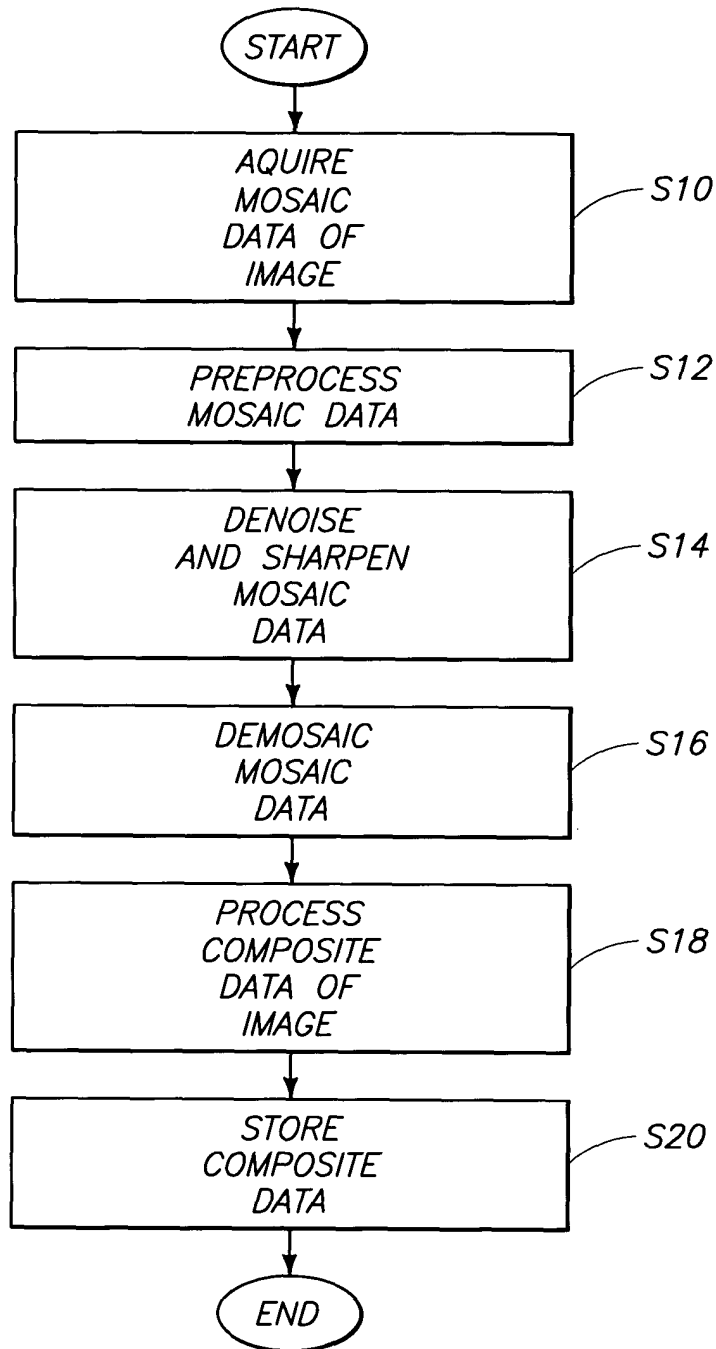 START
AQUIRE
MOSAIC
DATA OF
IMAGE
S10
PREPROCESS
MOSAIC DATA
S12
DENOISE
AND SHARPEN
MOSAIC
DATA
S14
DEMOSAIC
MOSAIC
DATA
S16
PROCESS
COMPOSITE
DATA OF
IMAGE
S18
STORE
COMPOSITE
DATA
S20
END